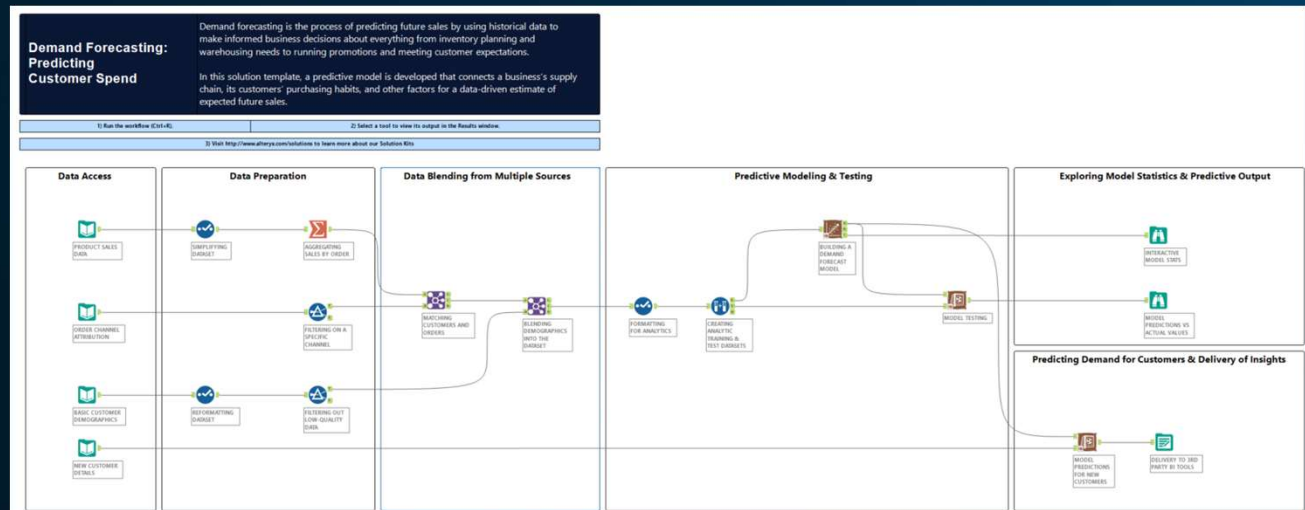 Demand Forecasting:
Predicting
Customer Spend
Demand forecasting is the process of predicting future sales by using historical data to
make informed business decisions about everything from inventory planning and
warehousing needs to running promotions and meeting customer expectations.
In this solution template, a predictive model is developed that connects a business's supply
chain, its customers' purchasing habits, and other factors for a data-driven estimate of
expected future sales.
1) Run the workflow (Ctrl+R).
2) Select a tool to view its output in the Results window.
3) Visit http://www.alteryx.com/solutions to learn more about our Solution Kits
Data Access
PRODUCT SALES
DATA
ORDER CHANNEL
ATTRIBUTION
BASIC CUSTOMER
DEMOGRAPHICS
NEW CUSTOMER
DETAILS
Data Preparation
SIMPLIFYING
DATASET
AGGREGATING
SALES BY ORDER
FILTERING ON A
SPECIFIC
CHANNEL
REFORMATTING
DATASET
FILTERING OUT
LOW-QUALITY
DATA
Data Blending from Multiple Sources
MATCHING
CUSTOMERS AND
ORDERS
BLENDING
DEMOGRAPHICS
INTO THE
DATASET
Predictive Modeling & Testing
FORMATTING
FOR ANALYTICS
CREATING
ANALYTIC
TRAINING &
TEST DATASETS
BUILDING A
DEMAND
FORECAST
MODEL
MODEL TESTING
Exploring Model Statistics & Predictive Output
INTERACTIVE
MODEL STATS
MODEL
PREDICTIONS VS
ACTUAL VALUES
Predicting Demand for Customers & Delivery of Insights
MODEL
PREDICTIONS
FOR NEW
CUSTOMERS
DELIVERY TO 3RD
PARTY BI TOOLS